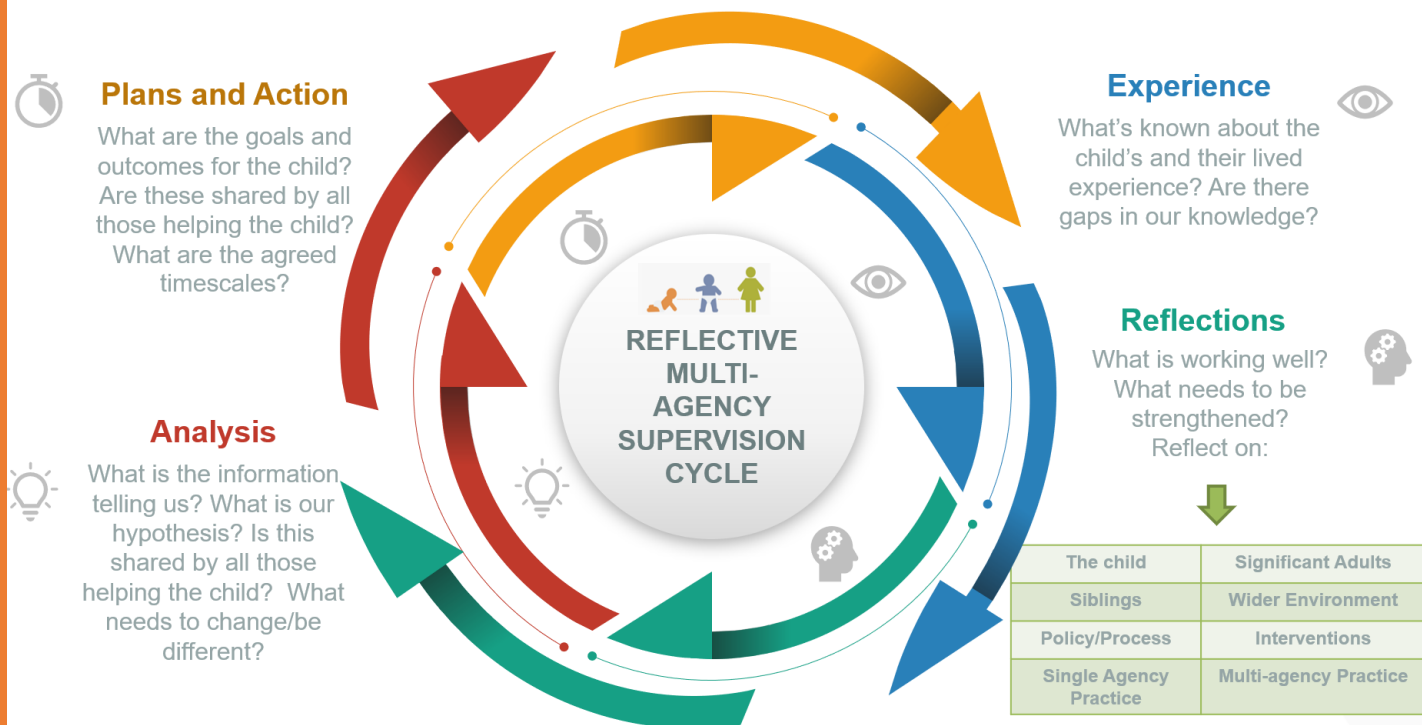 Plans and Action
What are the goals and
outcomes for the child?
Are these shared by all
those helping the child?
What are the agreed
timescales?
Experience
What's known about the
child's and their lived
experience? Are there
gaps in our knowledge?
REFLECTIVE
MULTI-
AGENCY
SUPERVISION
CYCLE
Reflections
What is working well?
What needs to be
strengthened?
Reflect on:
Analysis
What is the information
telling us? What is our
hypothesis? Is this
shared by all those
helping the child? What
needs to change/be
different?
The child
Significant Adults
Siblings
Wider Environment
Policy/Process
Interventions
Single Agency
Practice
Multi-agency Practice